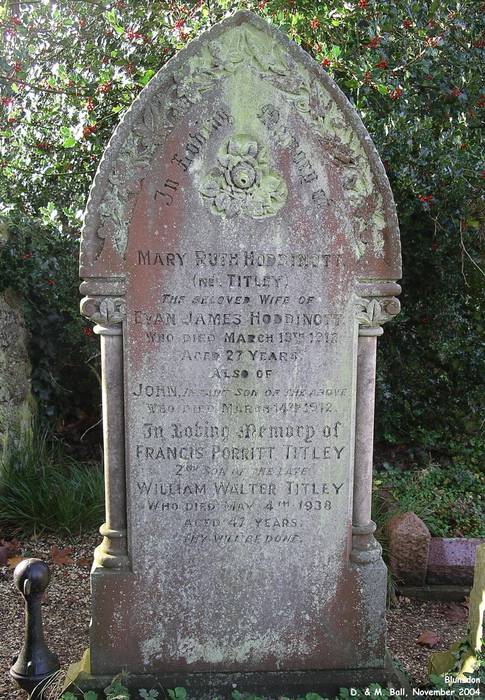 In Loving Memory of
MARY RUTH HODDINOTT
(NEE TITLEY)
THE BELOVED WIFE OF
EVAN JAMES HODDINOTT
WHO DIED MARCH 1912
AGED 27 YEARS.
ALSO OF
JOHN, INFANT SON OF THE ABOVE
WHO DIED MARCH 14TH 1912.
In Loving Memory of
FRANCIS PORRITT TITLEY
2ND SON OF THE LATE
WILLIAM WALTER TITLEY
WHO DIED MAY 4TH 1938
AGED 47 YEARS.
THY WILL BE DONE.
Blunsdon
D. & M. Ball, November 2004